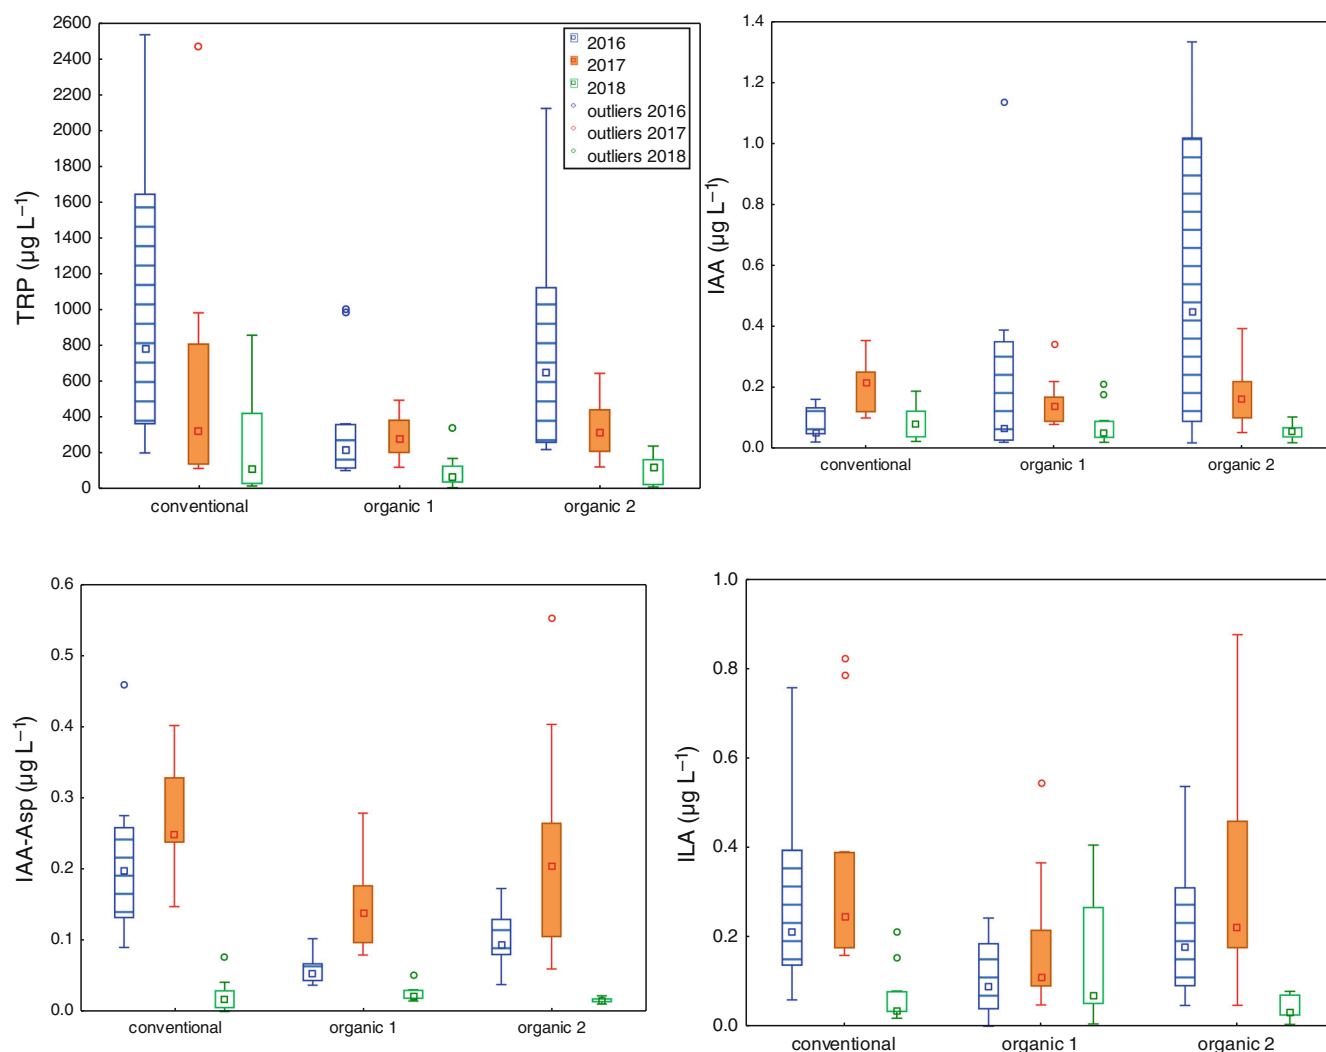 TRP (µg L⁻¹)
2600
2400
2200
2000
1800
1600
1400
1200
1000
800
600
400
200
0
conventional
organic 1
organic 2
2016
2017
2018
outliers 2016
outliers 2017
outliers 2018
IAA (µg L⁻¹)
1.4
1.2
1.0
0.8
0.6
0.4
0.2
0.0
conventional
organic 1
organic 2
IAA-Asp (µg L⁻¹)
0.6
0.5
0.4
0.3
0.2
0.1
0.0
conventional
organic 1
organic 2
ILA (µg L⁻¹)
1.0
0.8
0.6
0.4
0.2
0.0
conventional
organic 1
organic 2